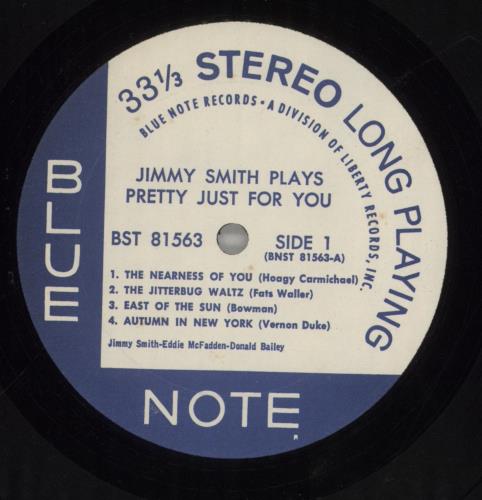 33⅓ STEREO LONG PLAYING
BLUE NOTE RECORDS • A DIVISION OF LIBERTY RECORDS, INC.
JIMMY SMITH PLAYS
PRETTY JUST FOR YOU
BST 81563
SIDE 1
(BNST 81563-A)
1. THE NEARNESS OF YOU (Hoagy Carmichael)
2. THE JITTERBUG WALTZ (Fats Waller)
3. EAST OF THE SUN (Bowman)
4. AUTUMN IN NEW YORK (Vernon Duke)
Jimmy Smith-Eddie McFadden-Donald Bailey
BLUE
NOTE